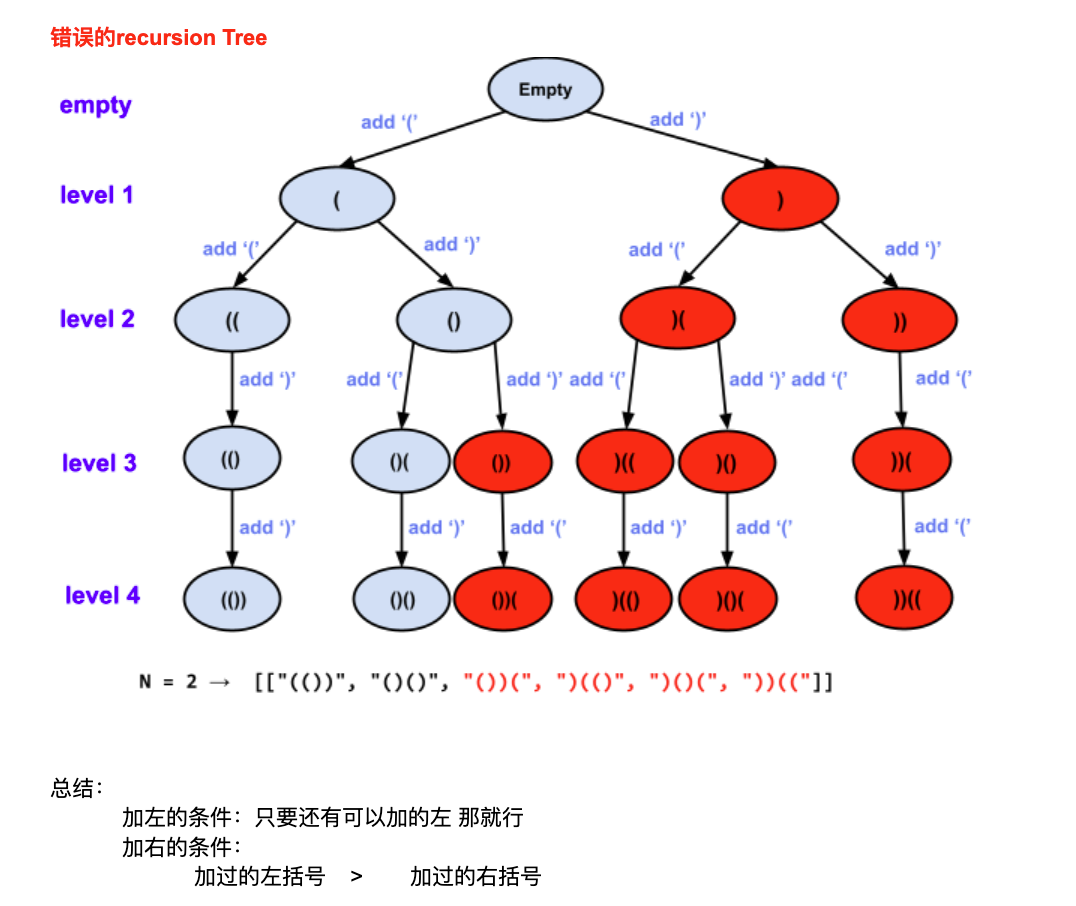 错误的recursion Tree
Empty
empty
add ‘(’ add ‘)’
level 1
( )
add ‘(’ add ‘)’ add ‘(’ add ‘)’
level 2
(( () )( ))
add ‘)’ add ‘(’ add ‘)’ add ‘(’ add ‘)’ add ‘(’ add ‘(’
level 3
(() ()( ()) )(( )() ))(
add ‘)’ add ‘)’ add ‘(’ add ‘)’ add ‘(’ add ‘(’
level 4
(()) ()() ())( )(() )()( ))((
N = 2 → [["(())", "()()", "())(", ")(()", ")()(", "))(("]]
总结：
加左的条件：只要还有可以加的左 那就行
加右的条件：
加过的左括号 > 加过的右括号